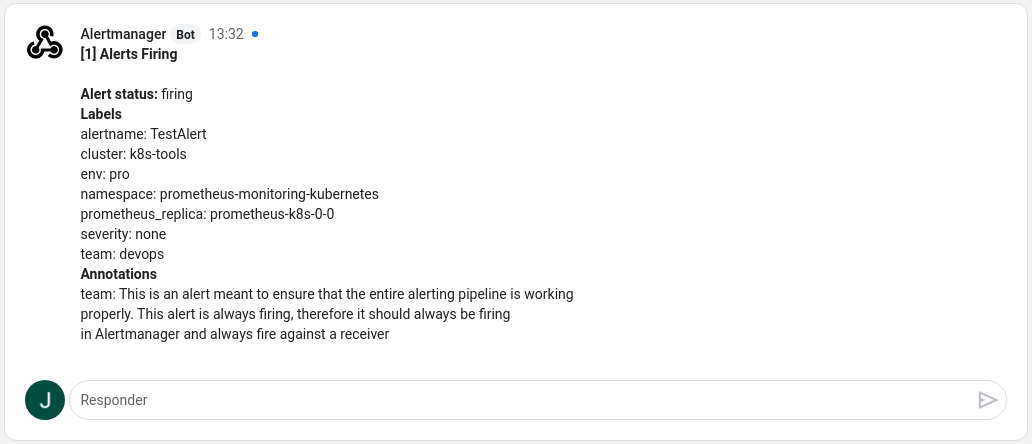 Alertmanager Bot 13:32
[1] Alerts Firing
Alert status: firing
Labels
alertname: TestAlert
cluster: k8s-tools
env: pro
namespace: prometheus-monitoring-kubernetes
prometheus_replica: prometheus-k8s-0-0
severity: none
team: devops
Annotations
team: This is an alert meant to ensure that the entire alerting pipeline is working
properly. This alert is always firing, therefore it should always be firing
in Alertmanager and always fire against a receiver
J
Responder